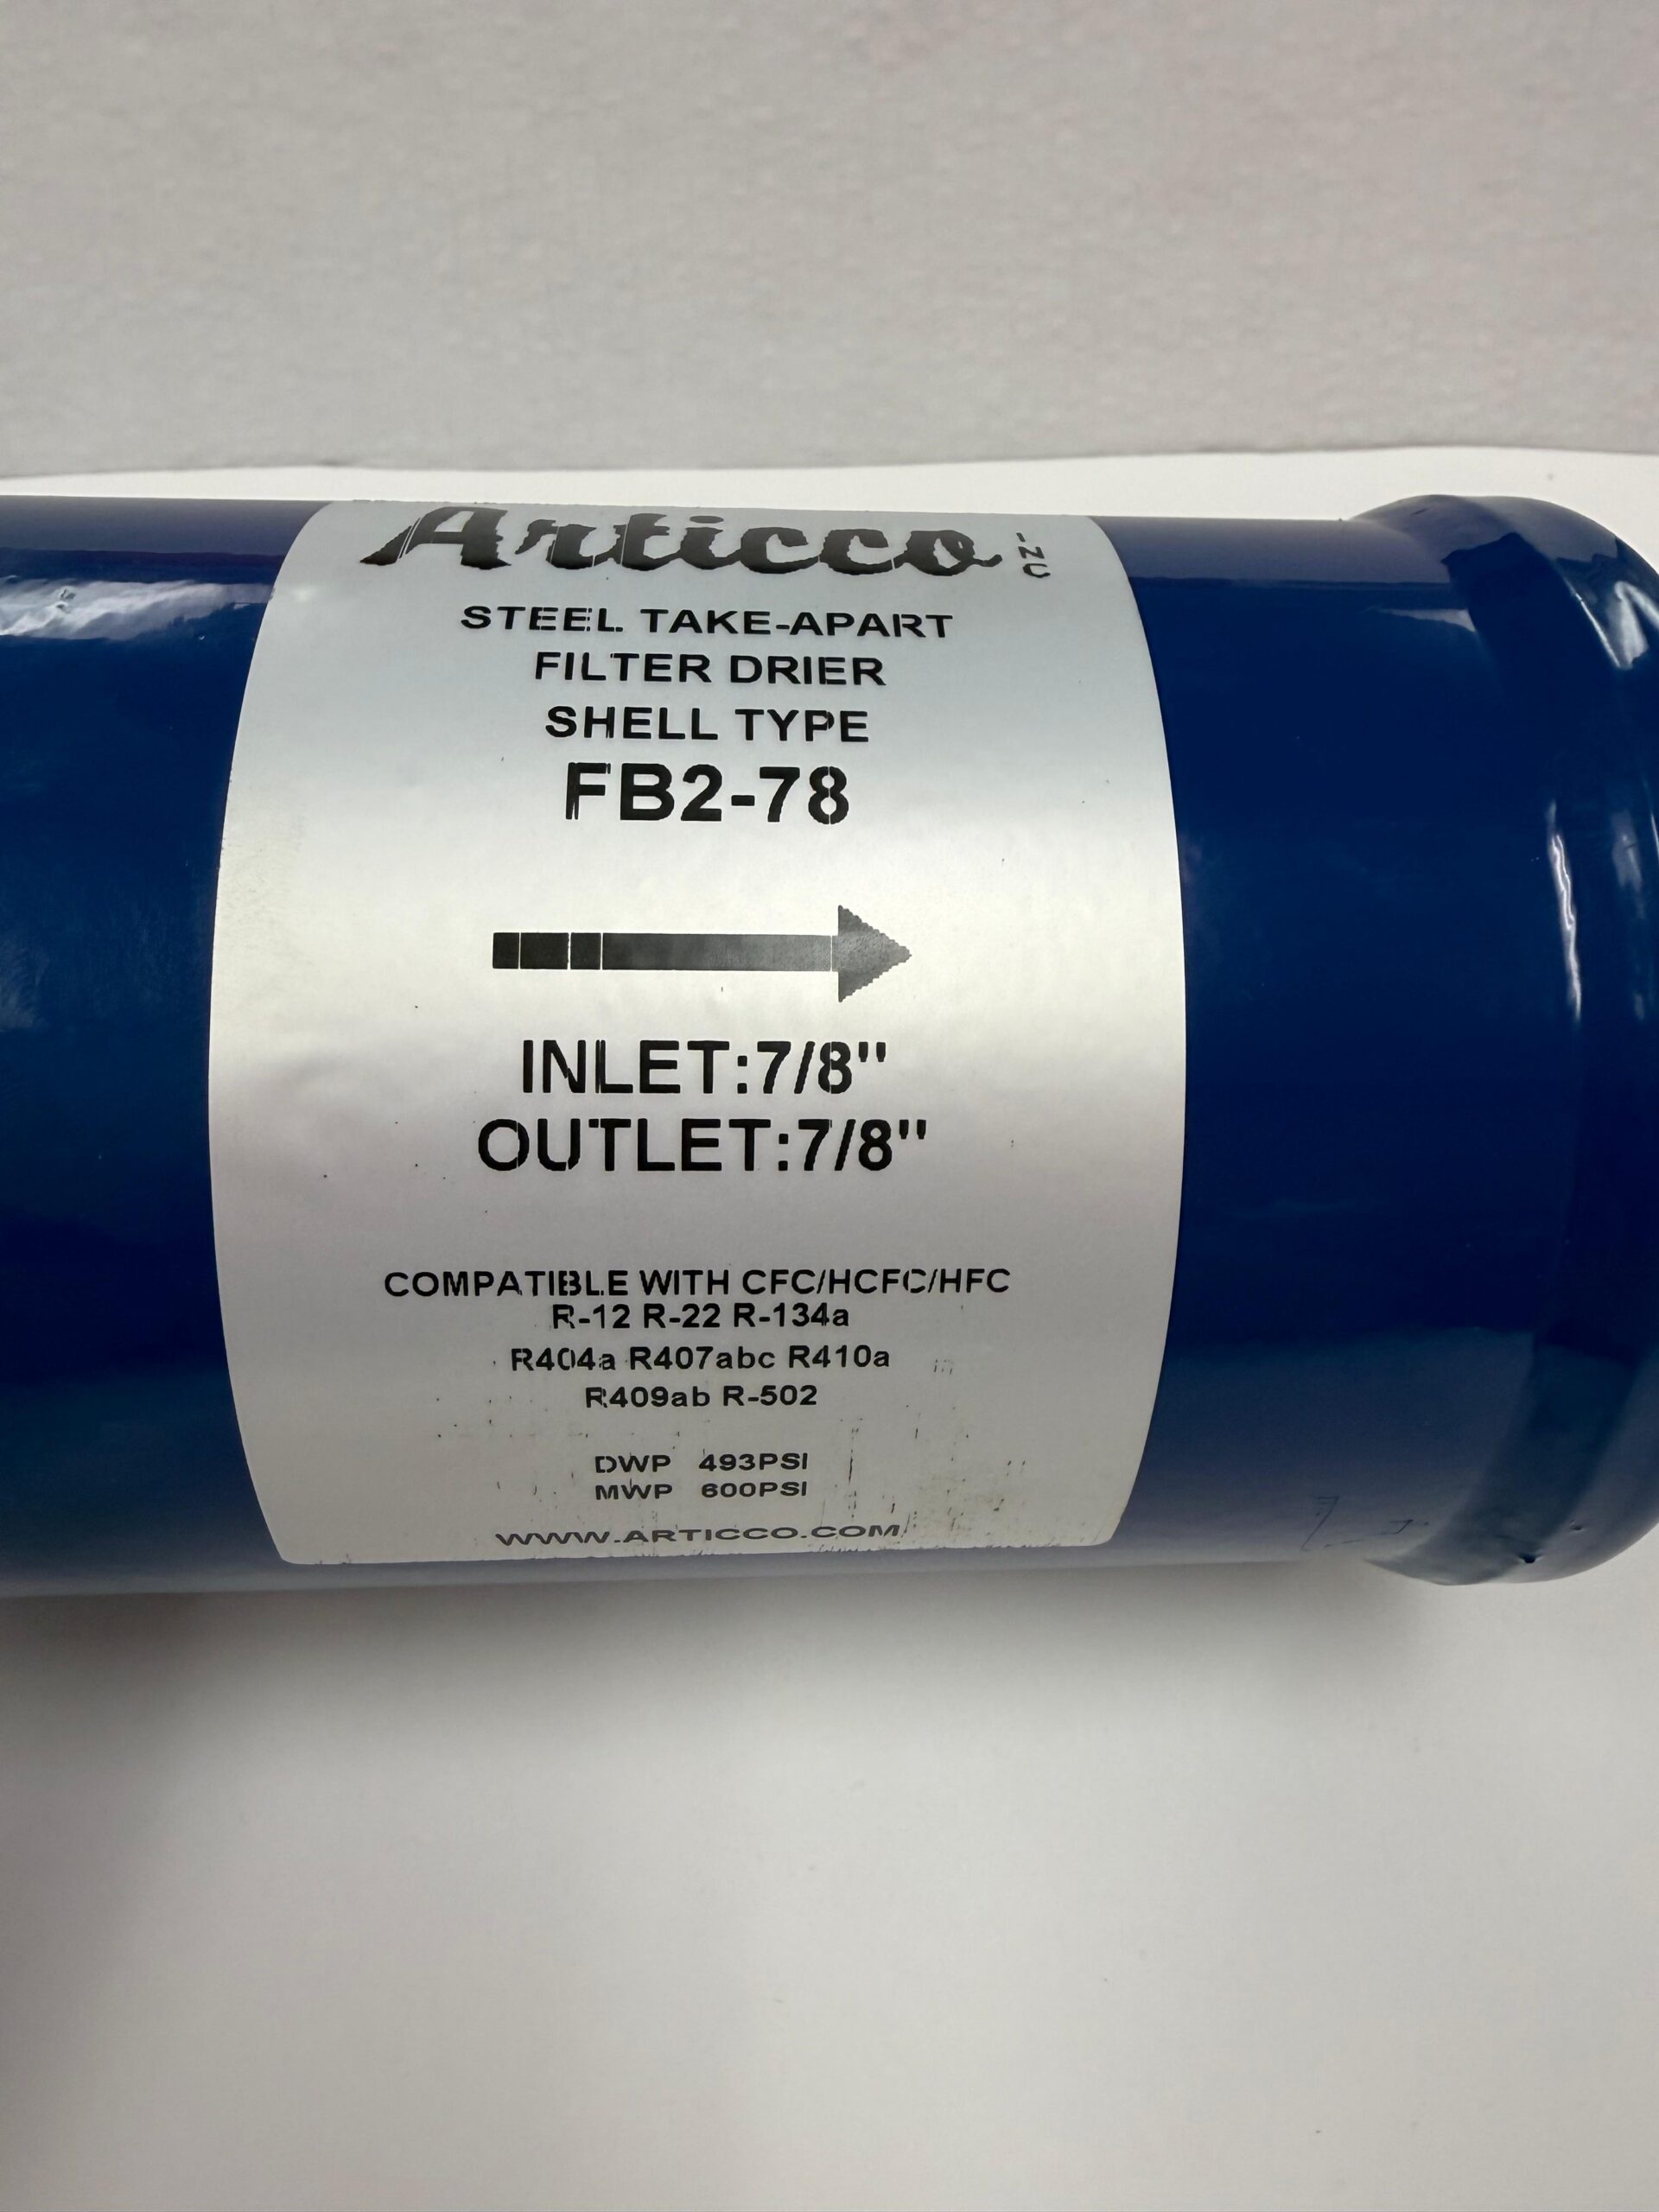 Articco INC
STEEL TAKE-APART
FILTER DRIER
SHELL TYPE
FB2-78
INLET:7/8"
OUTLET:7/8"
COMPATIBLE WITH CFC/HCFC/HFC
R-12 R-22 R-134a
R404a R407abc R410a
R409ab R-502
DWP 493PSI
MWP 600PSI
WWW.ARTICCO.COM